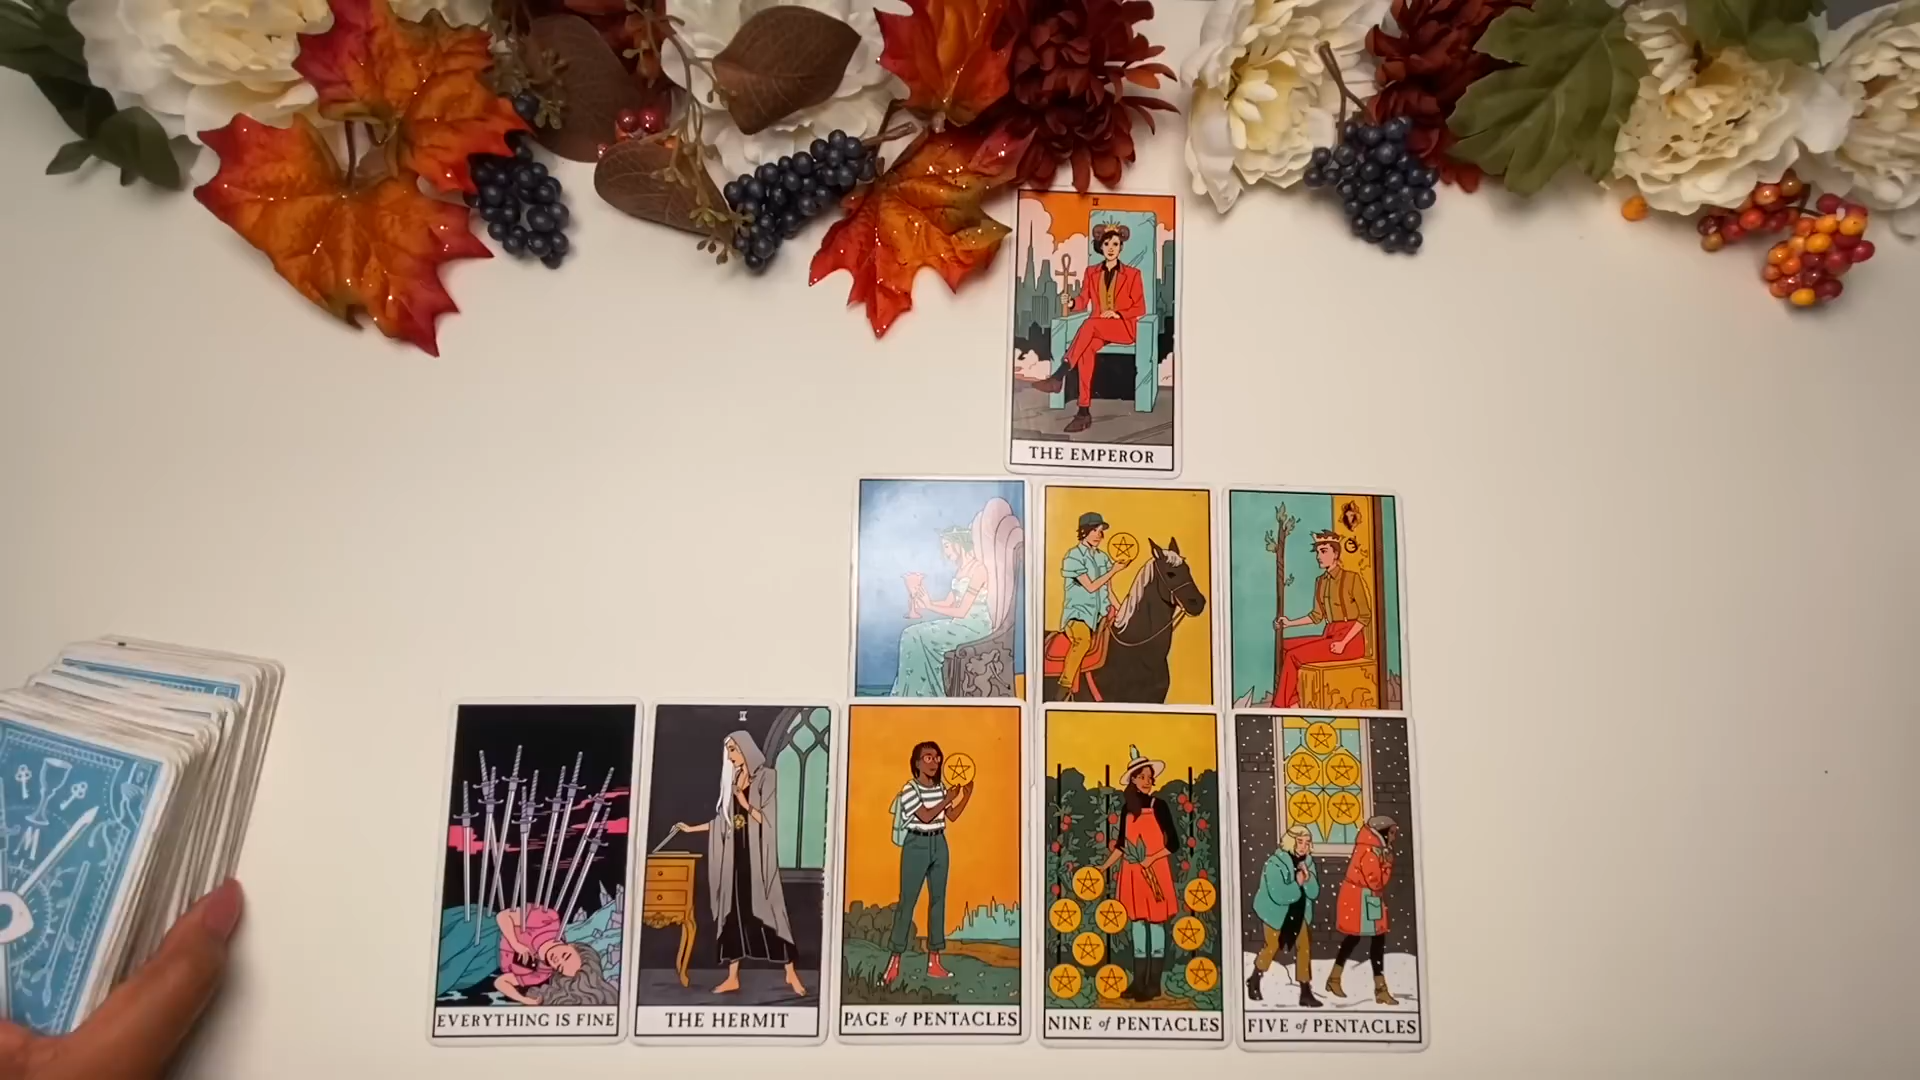 THE EMPEROR
EVERYTHING IS FINE
THE HERMIT
PAGE of PENTACLES
NINE of PENTACLES
FIVE of PENTACLES